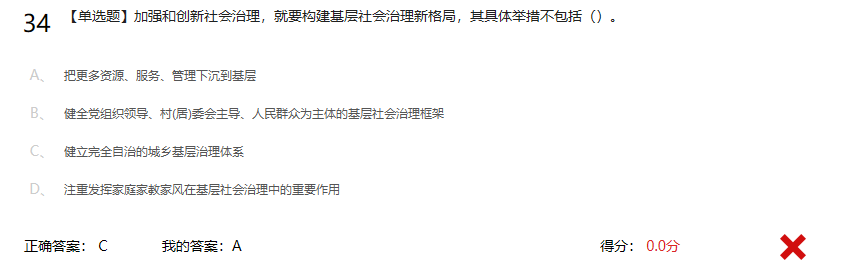 34 【单选题】加强和创新社会治理，就要构建基层社会治理新格局，其具体举措不包括（）。
A、 把更多资源、服务、管理下沉到基层
B、 健全党组织领导、村(居)委会主导、人民群众为主体的基层社会治理框架
C、 健立完全自治的城乡基层治理体系
D、 注重发挥家庭家教家风在基层社会治理中的重要作用
正确答案： C 我的答案：A 得分： 0.0分